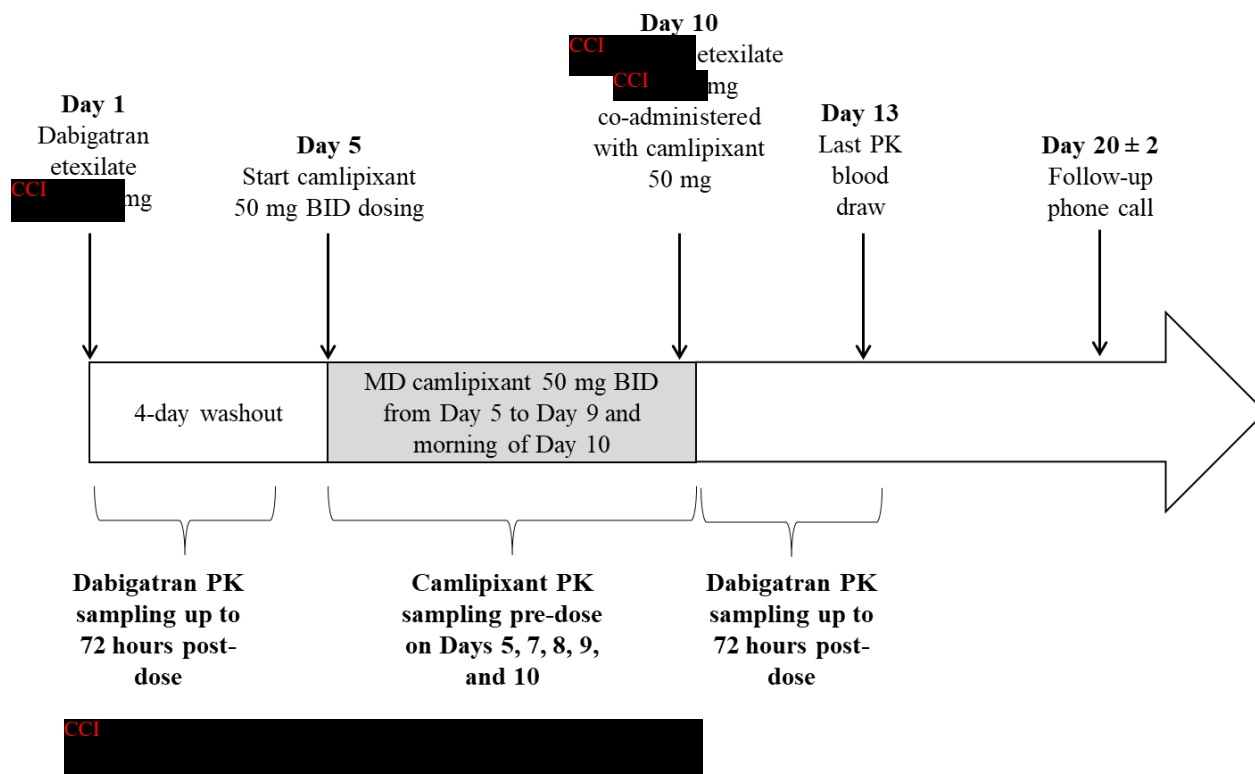 Day 1
Dabigatran
etexilate
CCI mg
Day 5
Start camlipixant
50 mg BID dosing
Day 10
CCI etexilate
CCI mg
co-administered
with camlipixant
50 mg
Day 13
Last PK
blood
draw
Day 20 ± 2
Follow-up
phone call
4-day washout
MD camlipixant 50 mg BID
from Day 5 to Day 9 and
morning of Day 10
Dabigatran PK
sampling up to
72 hours post-
dose
Camlipixant PK
sampling pre-dose
on Days 5, 7, 8, 9,
and 10
Dabigatran PK
sampling up to
72 hours post-
dose
CCI